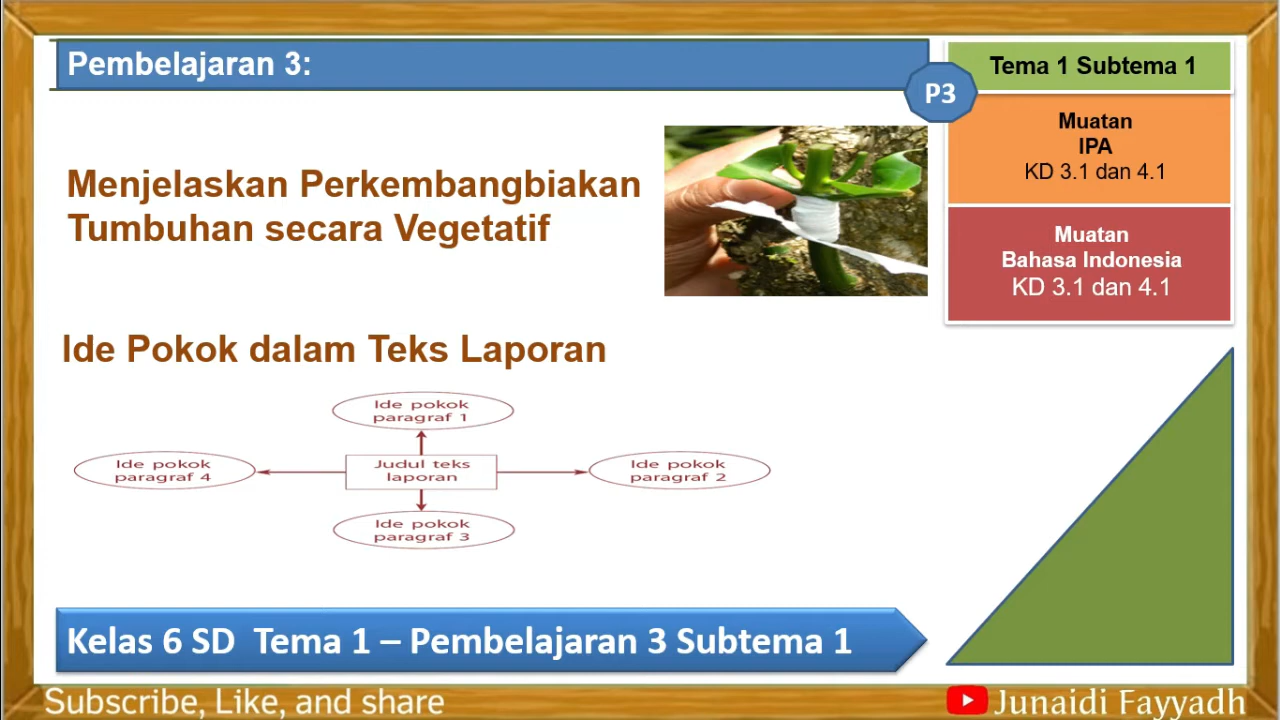 Pembelajaran 3:
P3
Tema 1 Subtema 1
Muatan
IPA
KD 3.1 dan 4.1
Muatan
Bahasa Indonesia
KD 3.1 dan 4.1
Menjelaskan Perkembangbiakan
Tumbuhan secara Vegetatif
Ide Pokok dalam Teks Laporan
Ide pokok
paragraf 1
Ide pokok
paragraf 4
Judul teks
laporan
Ide pokok
paragraf 2
Ide pokok
paragraf 3
Kelas 6 SD Tema 1 – Pembelajaran 3 Subtema 1
Subscribe, Like, and share
Junaidi Fayyadh